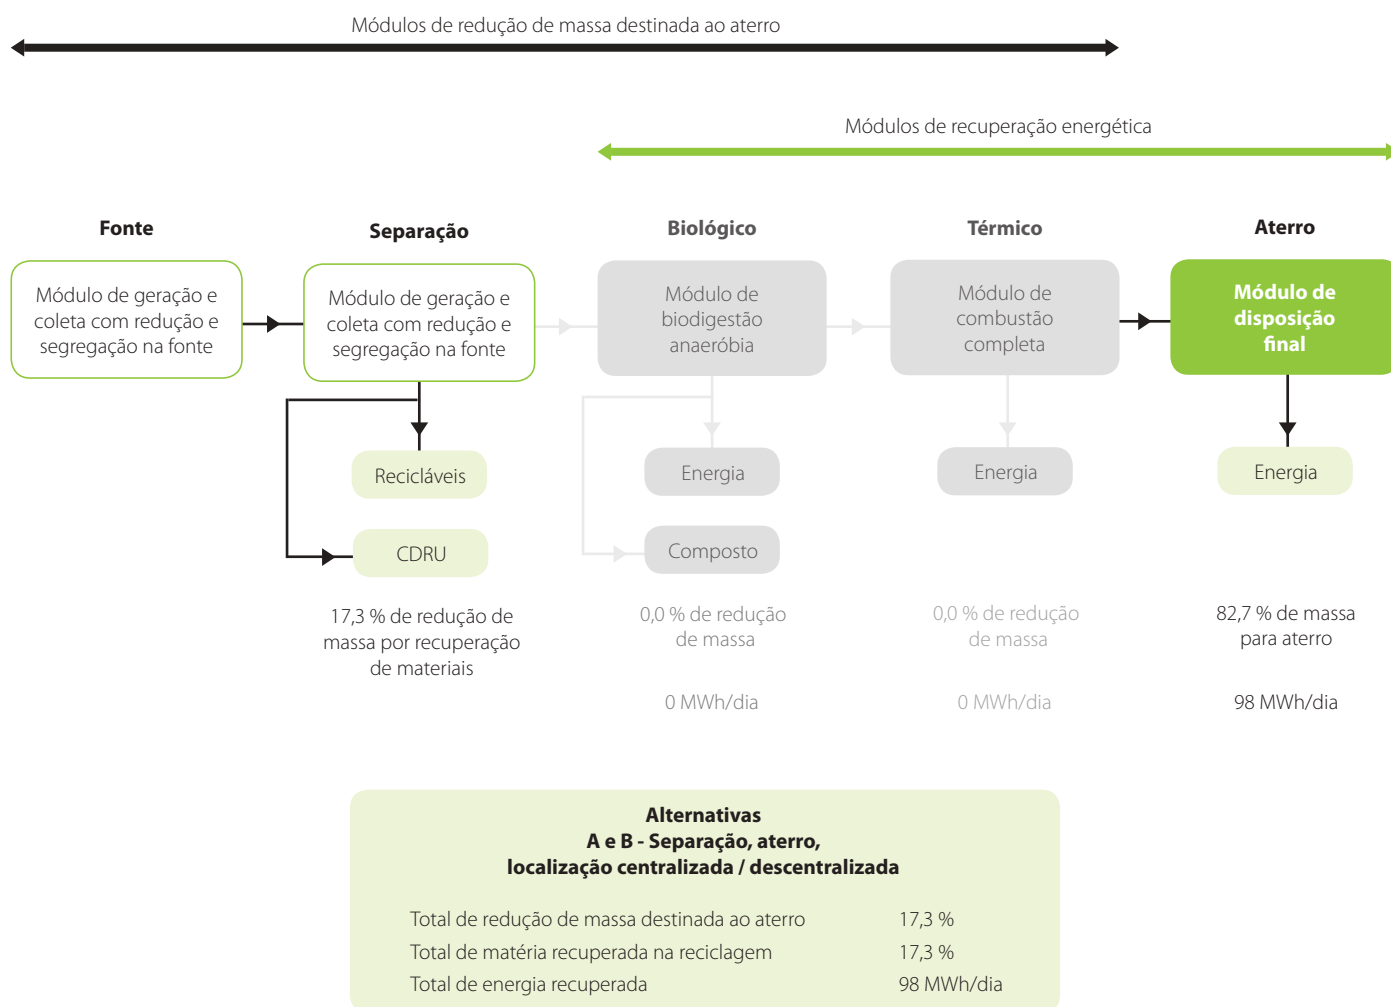 Módulos de redução de massa destinada ao aterro
Módulos de recuperação energética
Fonte
Separação
Biológico
Térmico
Aterro
Módulo de geração e
coleta com redução e
segregação na fonte
Módulo de geração e
coleta com redução e
segregação na fonte
Módulo de
biodigestão
anaeróbia
Módulo de
combustão
completa
Módulo de
disposição
final
Recicláveis
CDRU
Energia
Composto
Energia
Energia
17,3 % de redução de
massa por recuperação
de materiais
0,0 % de redução
de massa
0 MWh/dia
0,0 % de redução
de massa
0 MWh/dia
82,7 % de massa
para aterro
98 MWh/dia
Alternativas
A e B - Separação, aterro,
localização centralizada / descentralizada
Total de redução de massa destinada ao aterro 17,3 %
Total de matéria recuperada na reciclagem 17,3 %
Total de energia recuperada 98 MWh/dia